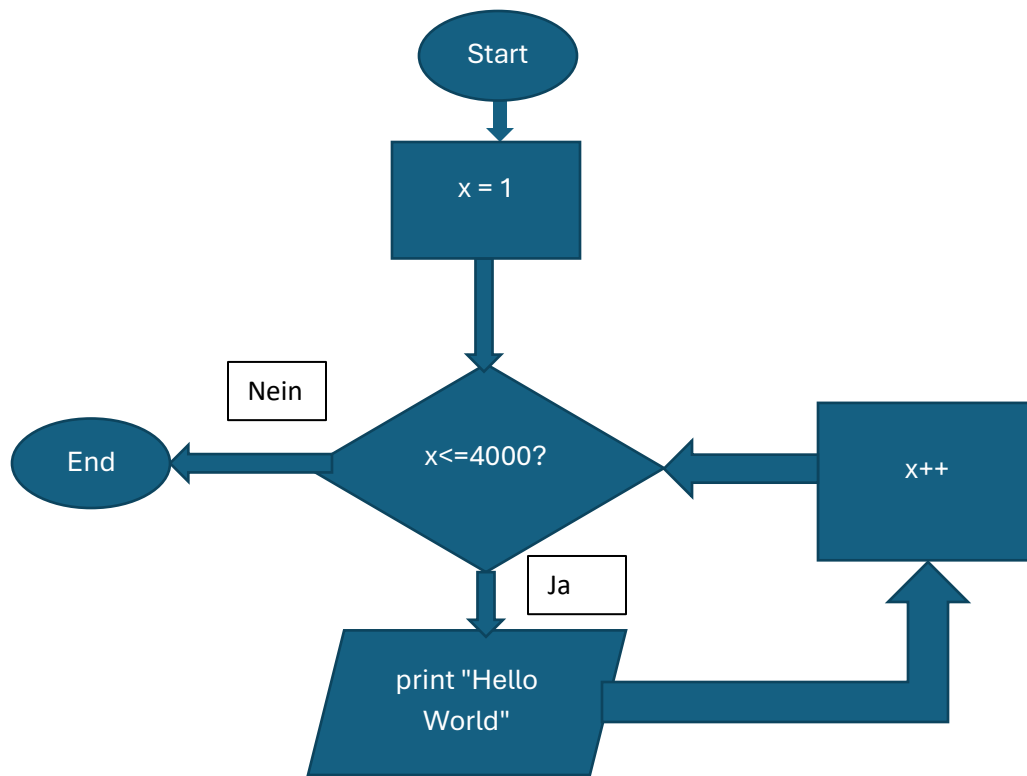 Start
x = 1
Nein
End
x<=4000?
x++
Ja
print "Hello
World"